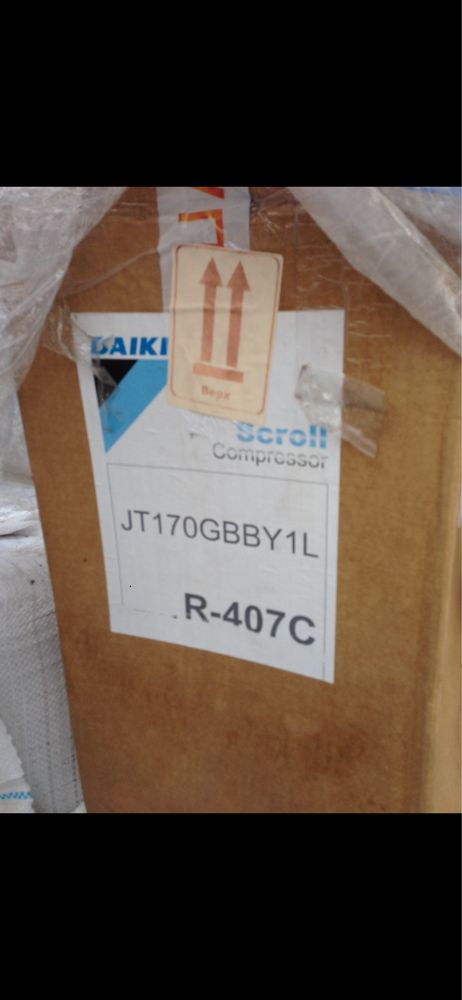 DAIKI
Верх
Scroll
Compressor
JT170GBBY1L
R-407C